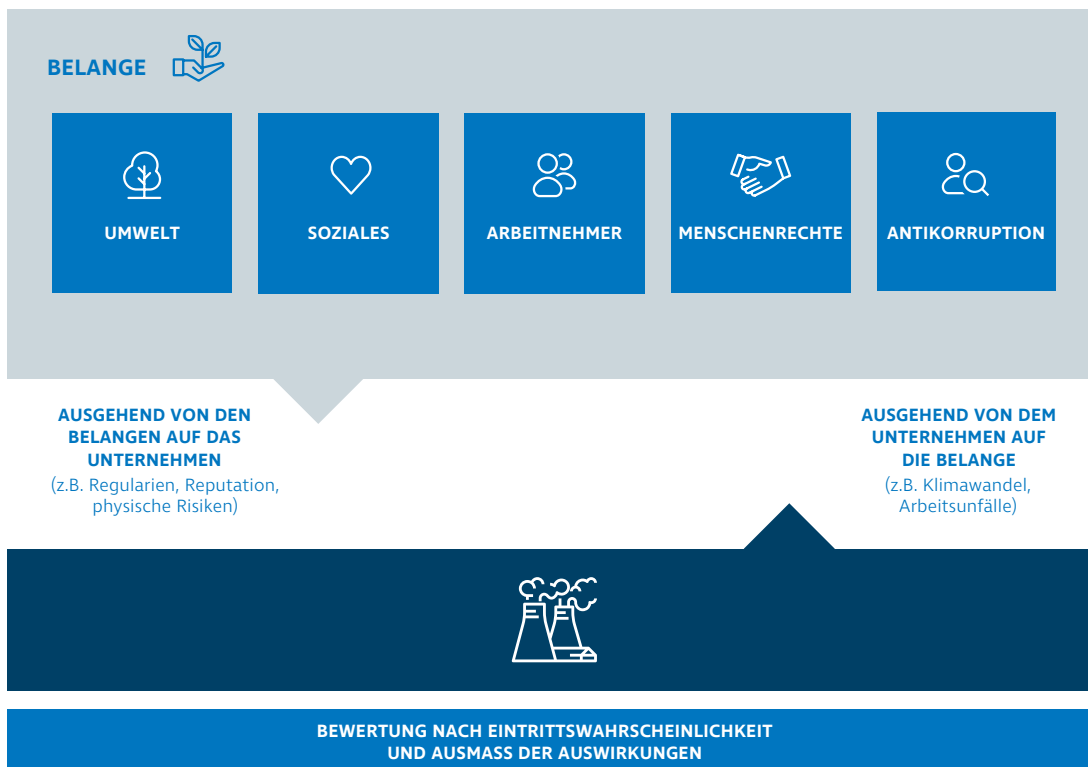 BELANGE
UMWELT
SOZIALES
ARBEITNEHMER
MENSCHENRECHTE
ANTIKORRUPTION
AUSGEHEND VON DEN
BELANGEN AUF DAS
UNTERNEHMEN
(z.B. Regularien, Reputation,
physische Risiken)
AUSGEHEND VON DEM
UNTERNEHMEN AUF
DIE BELANGE
(z.B. Klimawandel,
Arbeitsunfälle)
BEWERTUNG NACH EINTRITTSWAHRSCHEINLICHKEIT
UND AUSMASS DER AUSWIRKUNGEN